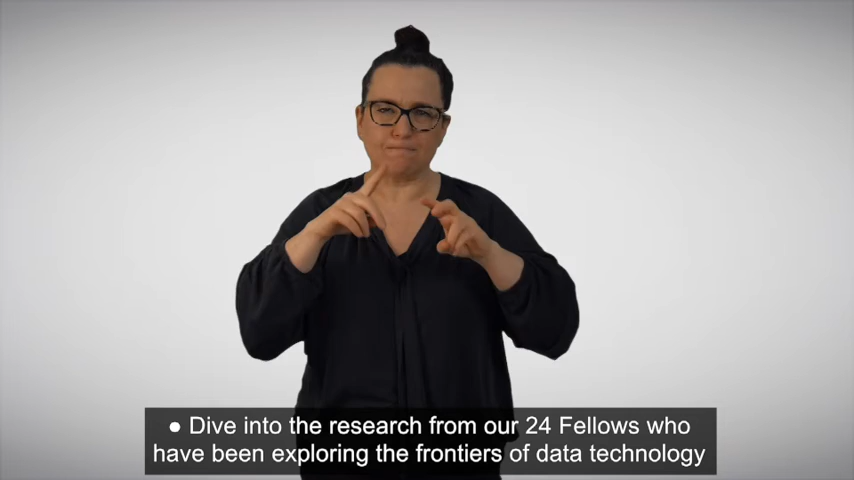 ● Dive into the research from our 24 Fellows who
have been exploring the frontiers of data technology